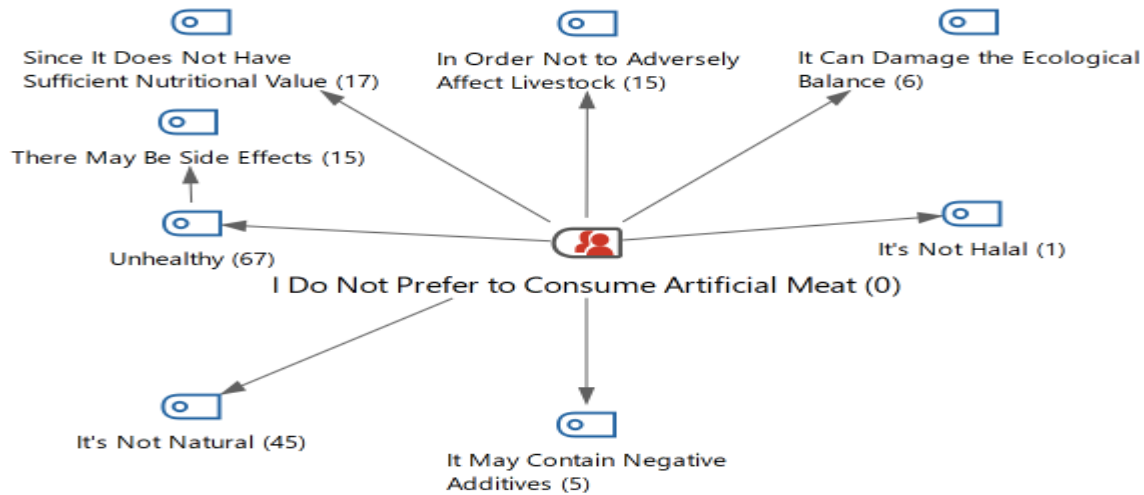 Since It Does Not Have
Sufficient Nutritional Value (17)
In Order Not to Adversely
Affect Livestock (15)
It Can Damage the Ecological
Balance (6)
There May Be Side Effects (15)
Unhealthy (67)
It's Not Halal (1)
I Do Not Prefer to Consume Artificial Meat (0)
It's Not Natural (45)
It May Contain Negative
Additives (5)